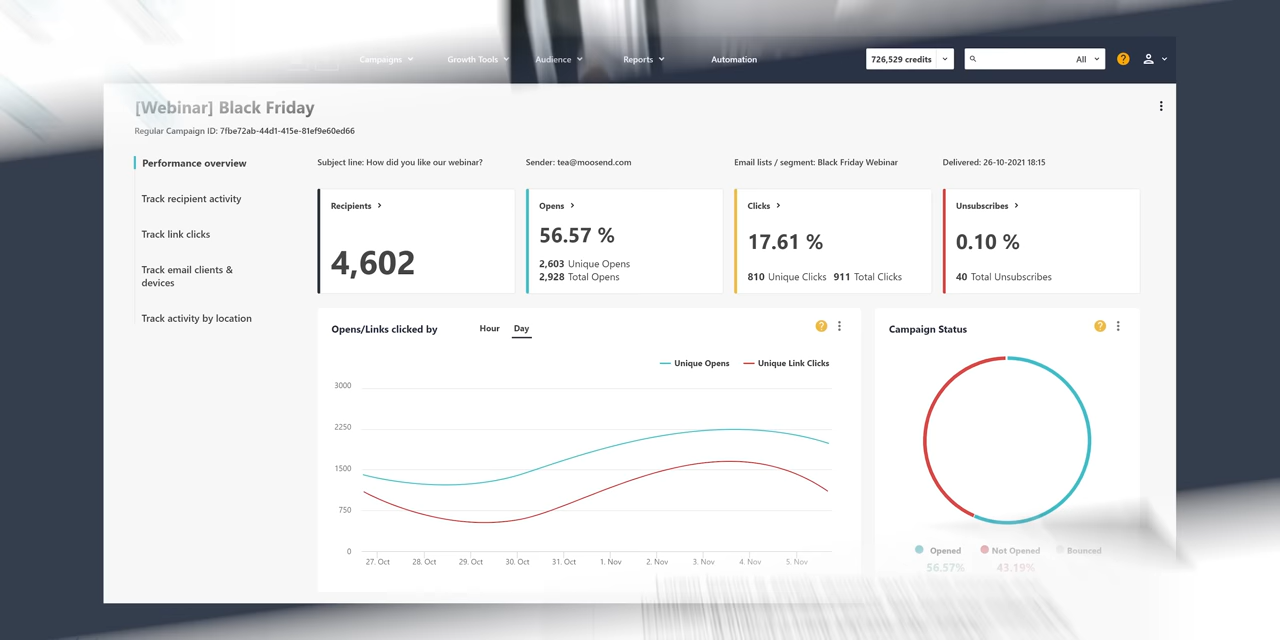 Campaigns Growth Tools Audience Reports Automation 726,529 credits All ?
[Webinar] Black Friday
Regular Campaign ID: 7fbe72ab-44d1-415e-81ef9e60ed66
Performance overview
Track recipient activity
Track link clicks
Track email clients &
devices
Track activity by location
Subject line: How did you like our webinar? Sender: tea@moosend.com Email lists / segment: Black Friday Webinar Delivered: 26-10-2021 18:15
Recipients
4,602
Opens
56.57 %
2,603 Unique Opens
2,928 Total Opens
Clicks
17.61 %
810 Unique Clicks 911 Total Clicks
Unsubscribes
0.10 %
40 Total Unsubscribes
Opens/Links clicked by Hour Day ?
Unique Opens Unique Link Clicks
3000
2250
1500
750
0
27. Oct 28. Oct 29. Oct 30. Oct 31. Oct 1. Nov 2. Nov 3. Nov 4. Nov 5. Nov
Campaign Status ?
Opened Not Opened Bounced
56.57% 43.19%